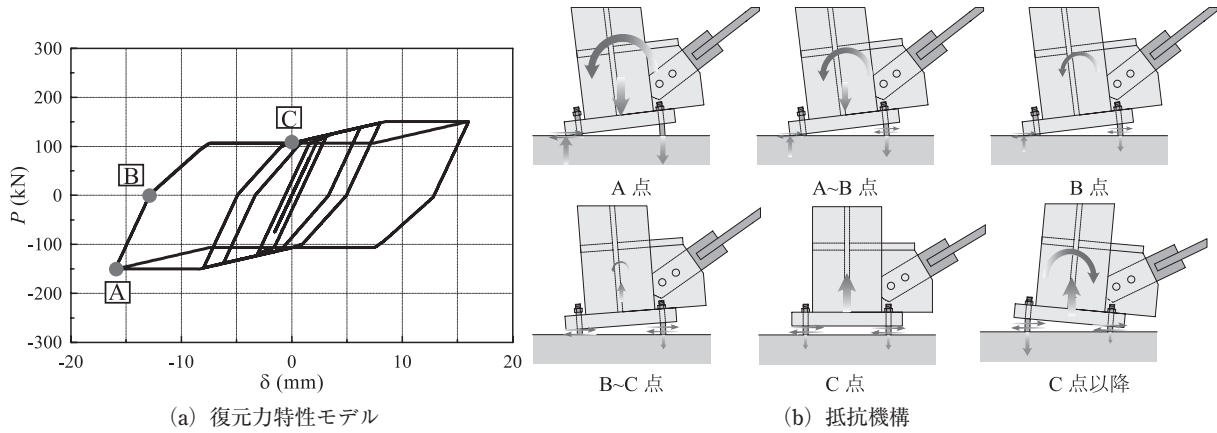 300
200
100
0
-100
-200
-300
P (kN)
-20
-10
0
10
20
δ (mm)
A
B
C
(a) 復元力特性モデル
A 点
A~B 点
B 点
B~C 点
C 点
C 点以降
(b) 抵抗機構